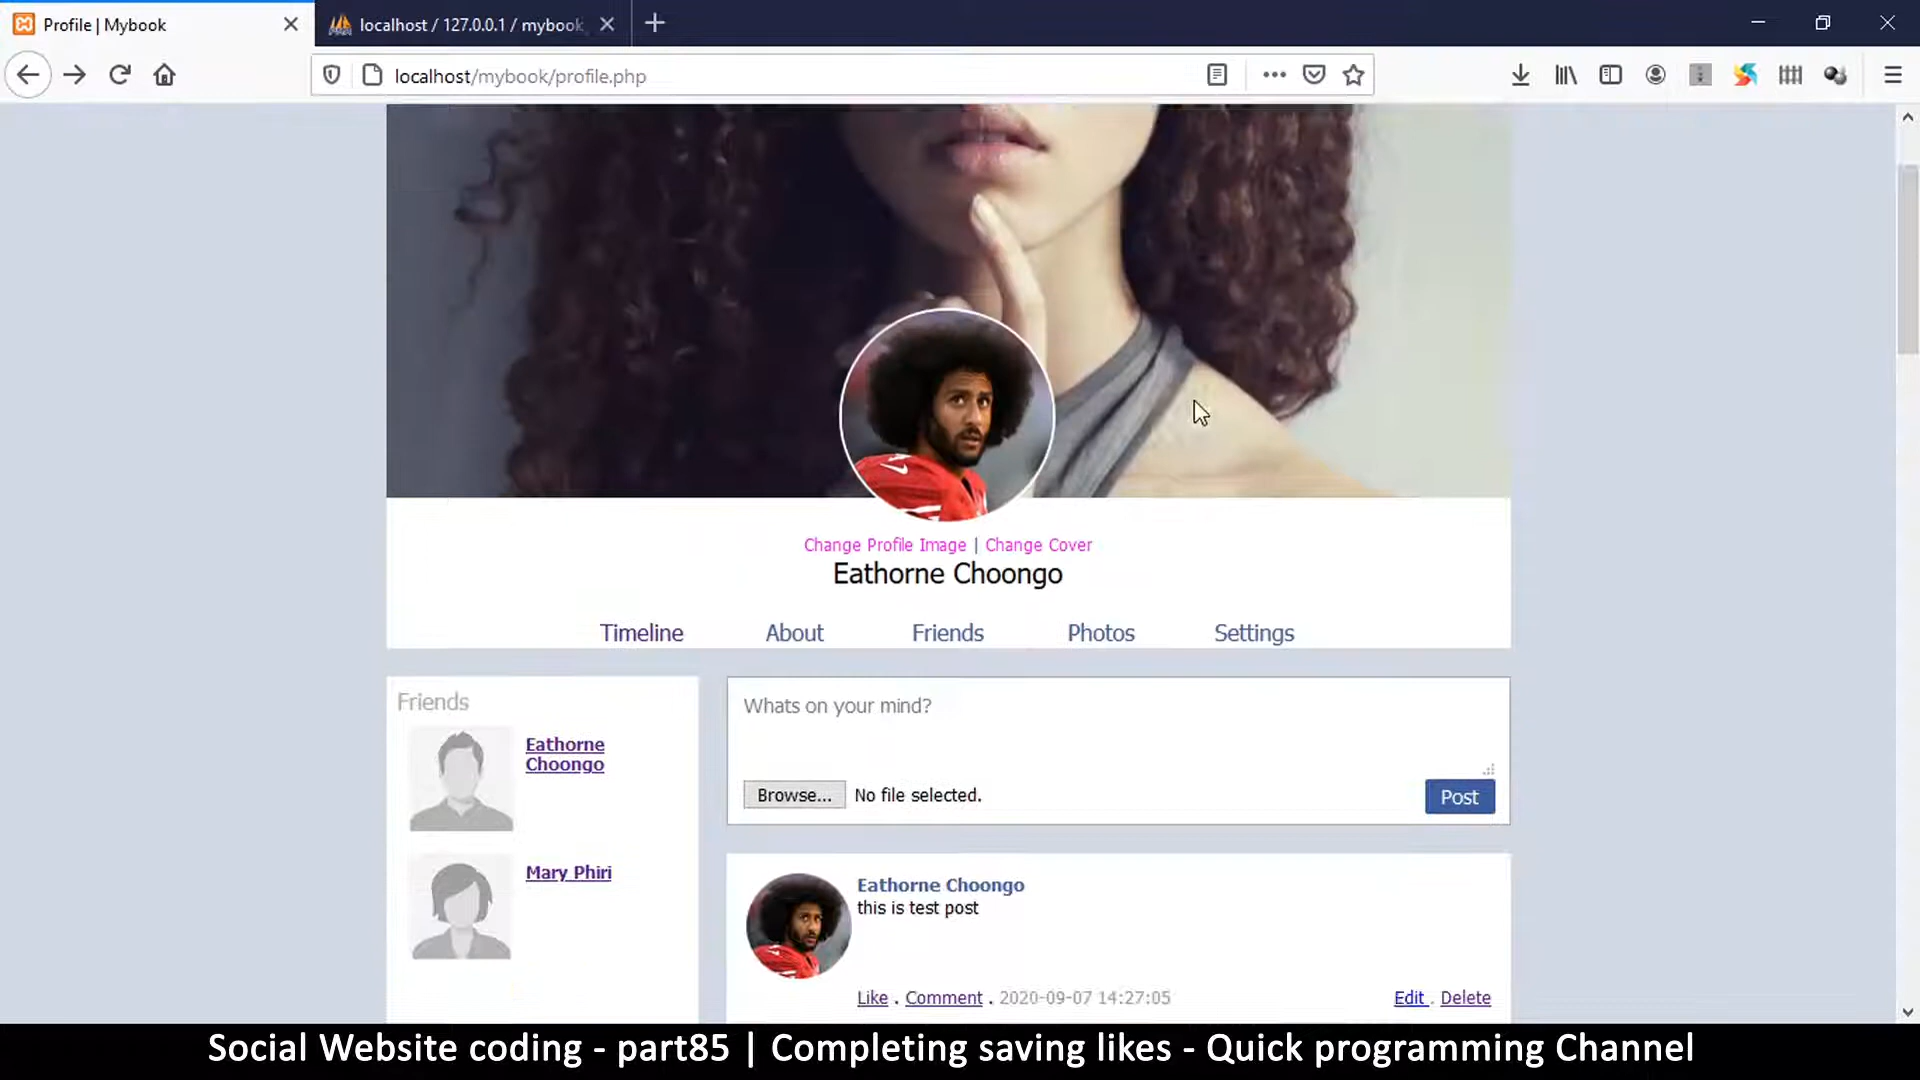 Profile | Mybook
localhost / 127.0.0.1 / mybook
localhost/mybook/profile.php
Change Profile Image | Change Cover
Eathorne Choongo
Timeline About Friends Photos Settings
Friends
Eathorne
Choongo
Mary Phiri
Whats on your mind?
Browse... No file selected.
Post
Eathorne Choongo
this is test post
Like . Comment . 2020-09-07 14:27:05
Edit . Delete
Social Website coding - part85 | Completing saving likes - Quick programming Channel